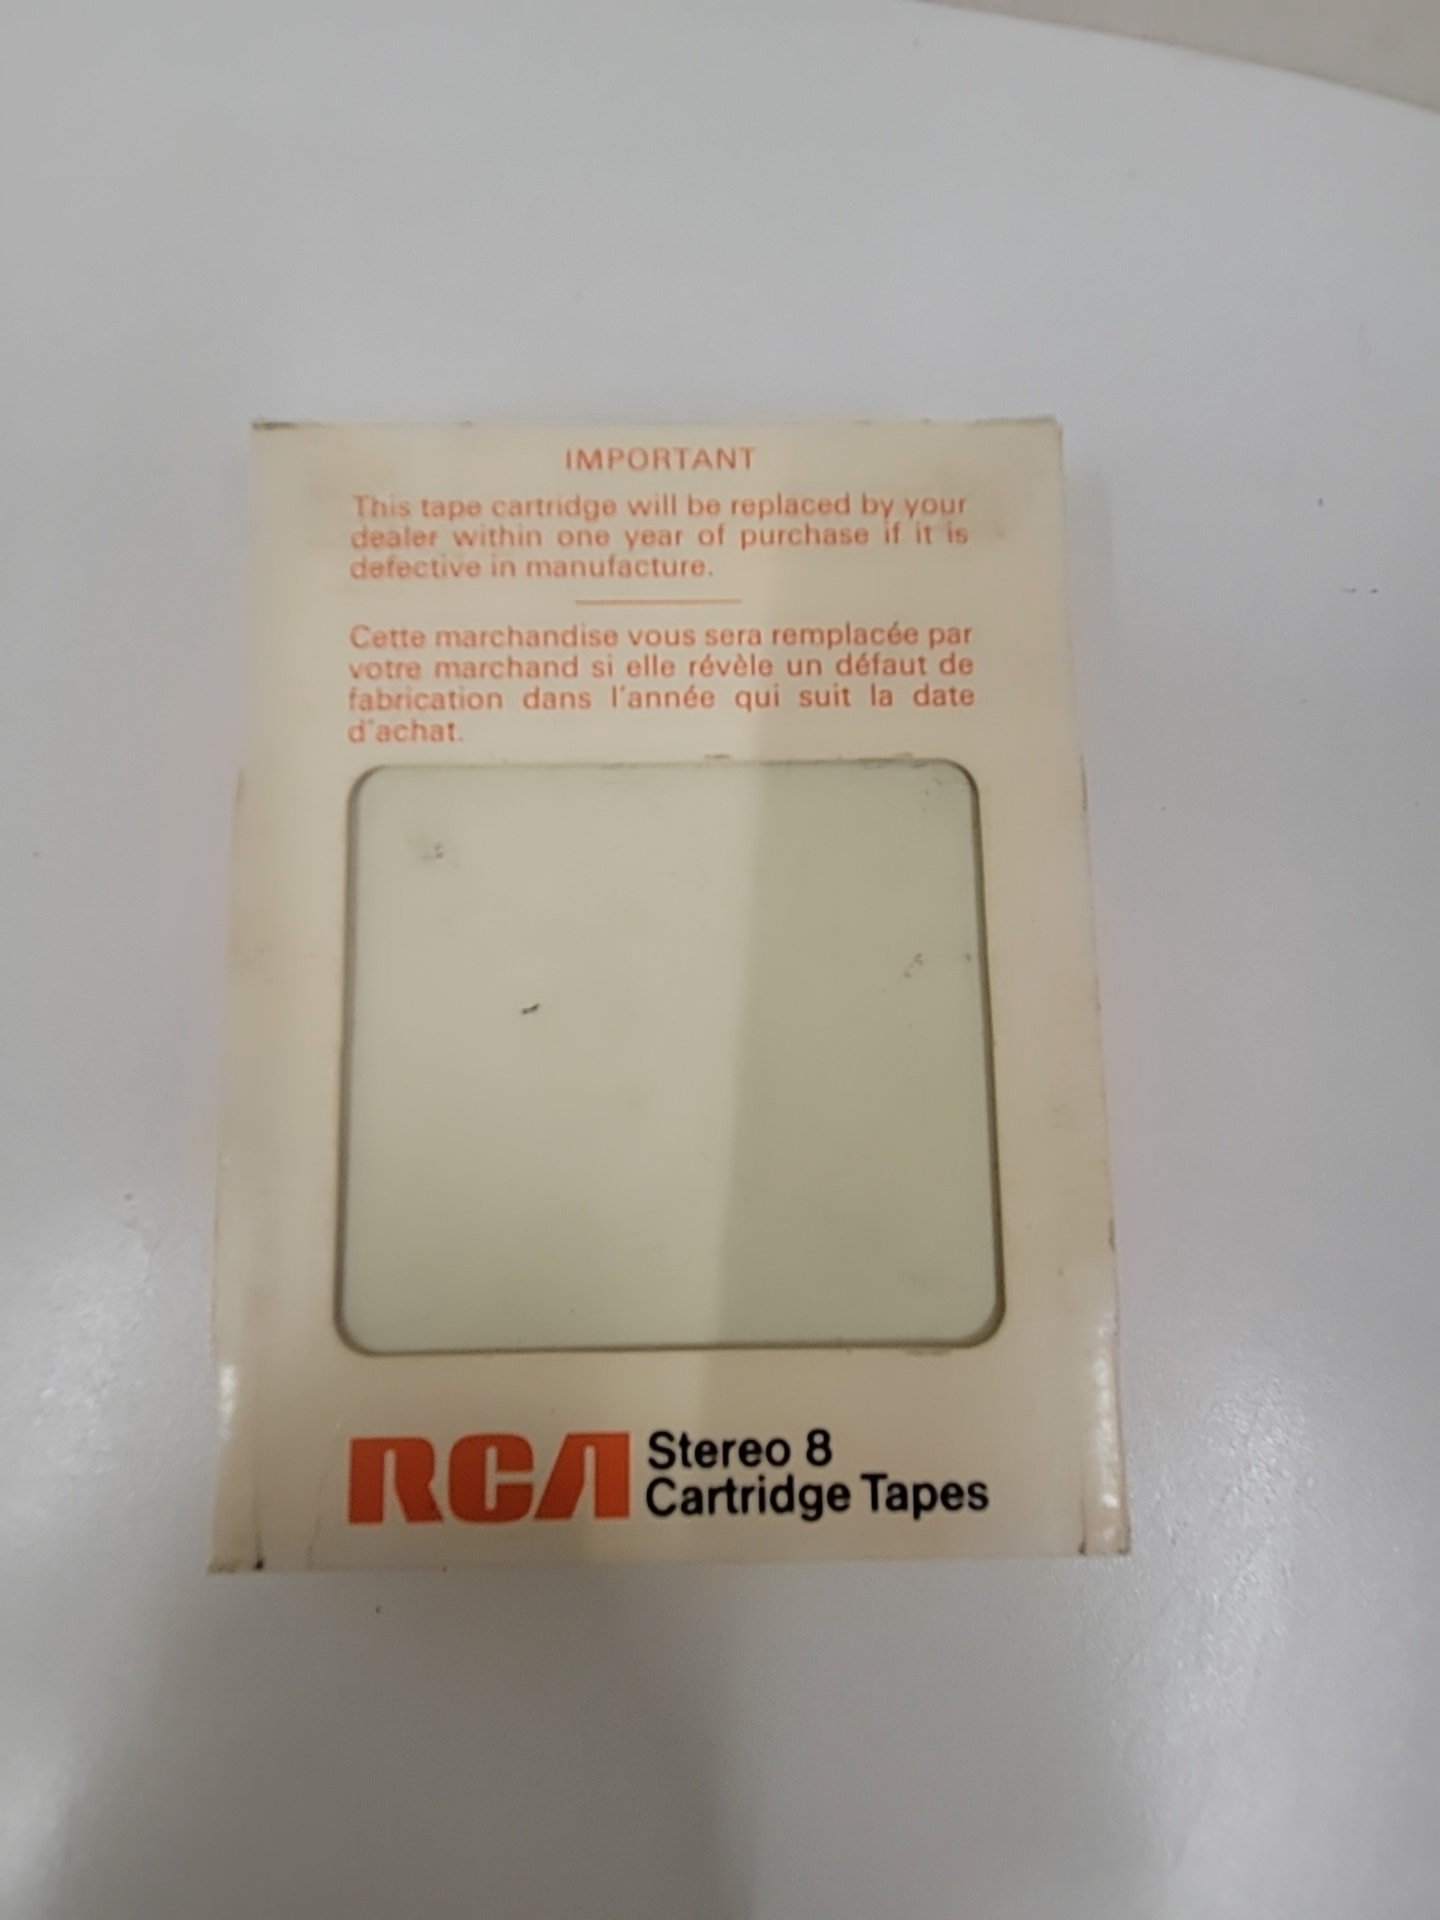 IMPORTANT
This tape cartridge will be replaced by your
dealer within one year of purchase if it is
defective in manufacture.
Cette marchandise vous sera remplacée par
votre marchand si elle révèle un défaut de
fabrication dans l'année qui suit la date
d'achat.
RCA Stereo 8
Cartridge Tapes